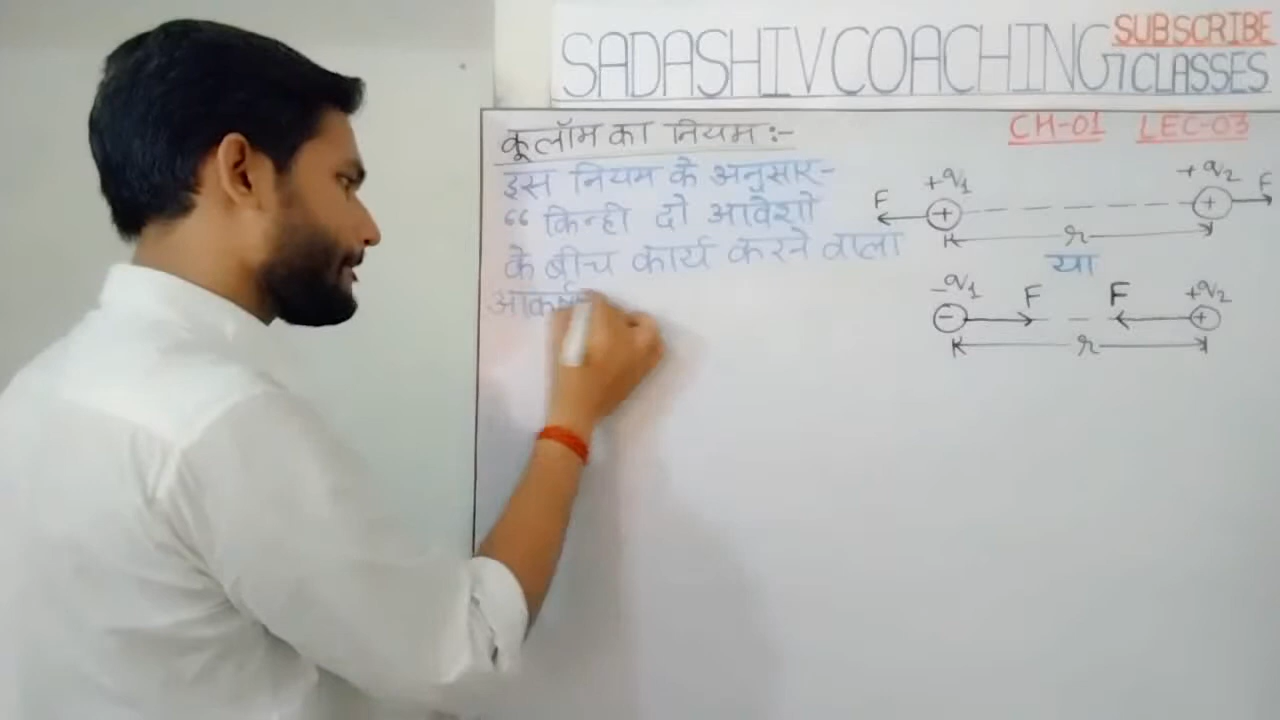 SADASHIV COACHING CLASSES
SUBSCRIBE
CH-01 LEC-03
कूलॉम का नियम :-
इस नियम के अनुसार-
“ किन्ही दो आवेशो
के बीच कार्य करने वाला
F +q1 +q2 F
+ +
r
या
-q1 F F +q2
- +
r